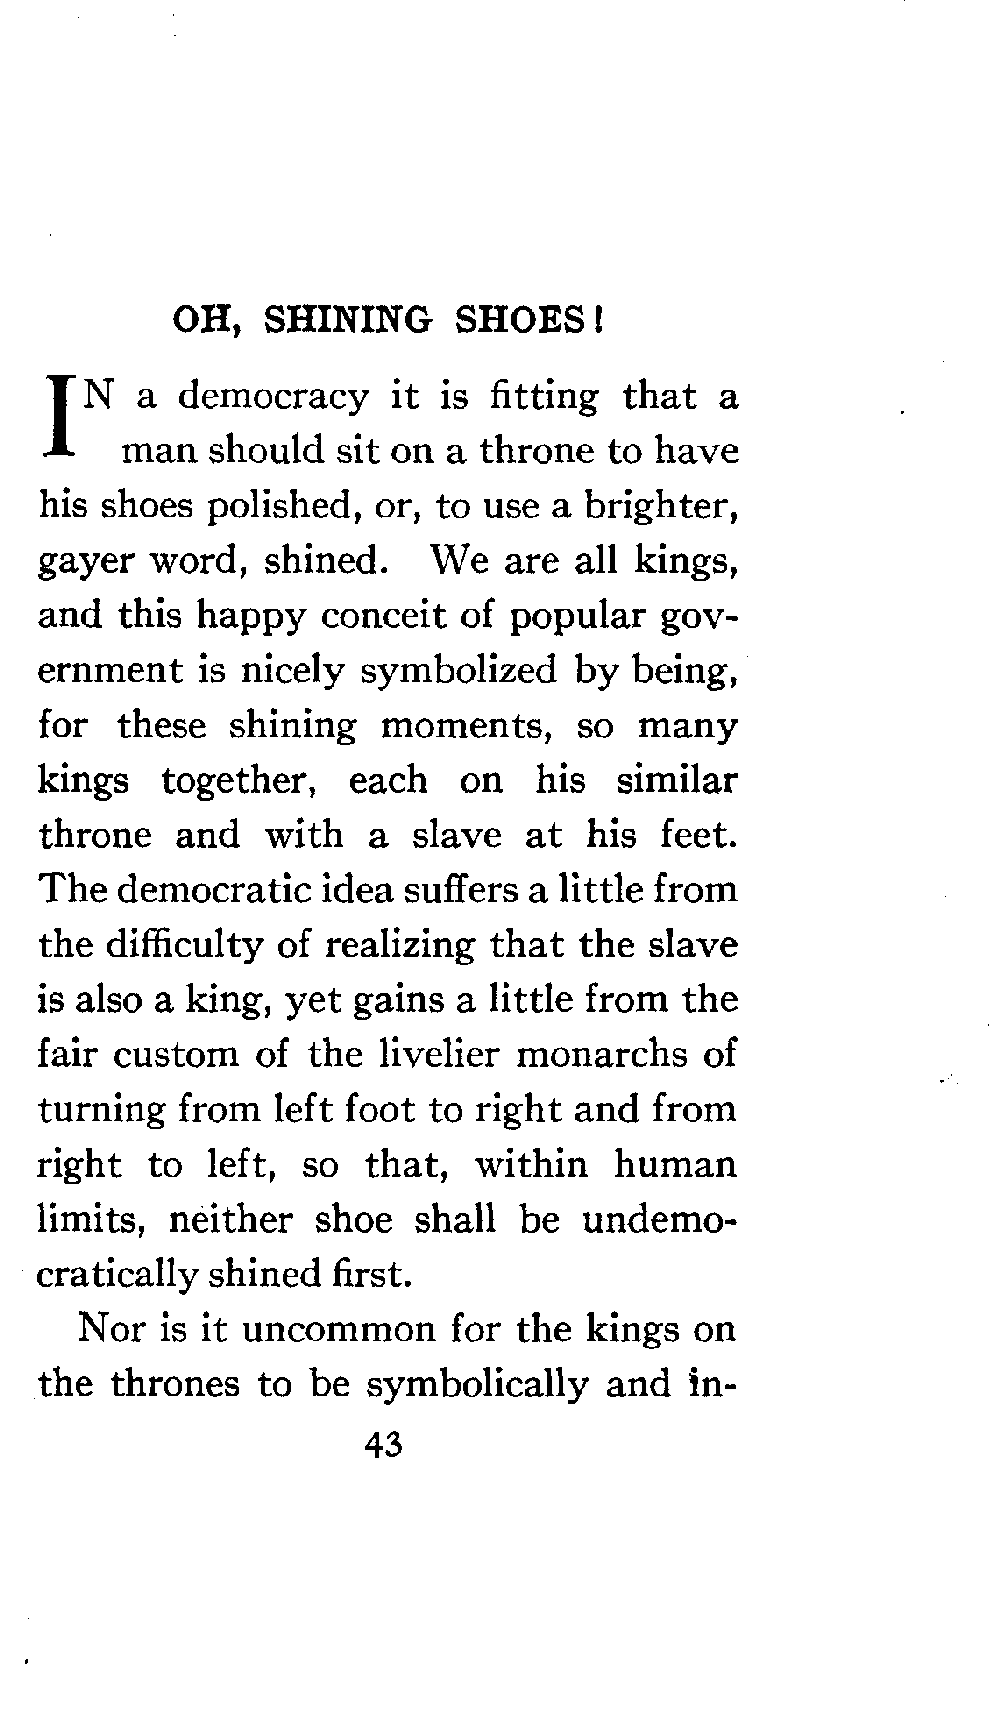 OH, SHINING SHOES!
IN a democracy it is fitting that a
man should sit on a throne to have
his shoes polished, or, to use a brighter,
gayer word, shined. We are all kings,
and this happy conceit of popular gov-
ernment is nicely symbolized by being,
for these shining moments, so many
kings together, each on his similar
throne and with a slave at his feet.
The democratic idea suffers a little from
the difficulty of realizing that the slave
is also a king, yet gains a little from the
fair custom of the livelier monarchs of
turning from left foot to right and from
right to left, so that, within human
limits, neither shoe shall be undemo-
cratically shined first.
Nor is it uncommon for the kings on
the thrones to be symbolically and in-
43